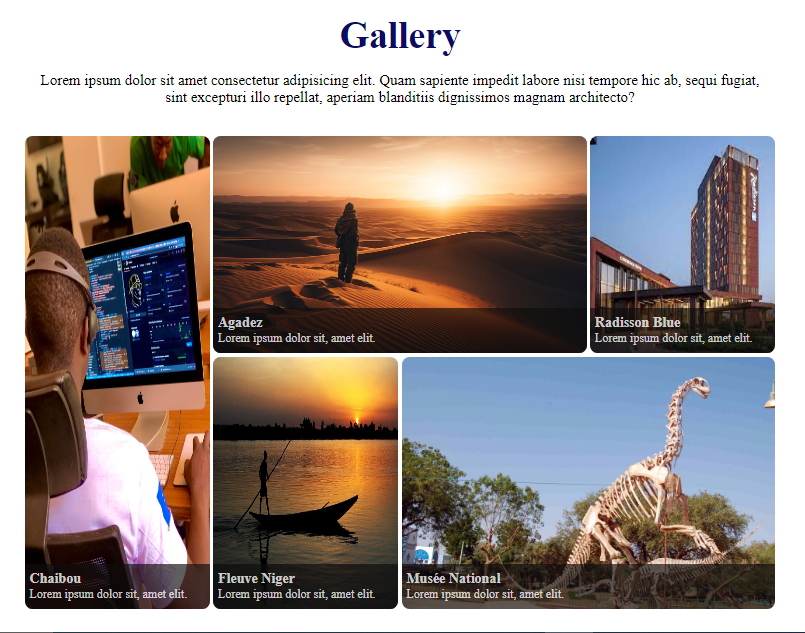 Gallery
Lorem ipsum dolor sit amet consectetur adipisicing elit. Quam sapiente impedit labore nisi tempore hic ab, sequi fugiat,
sint excepturi illo repellat, aperiam blanditiis dignissimos magnam architecto?
Agadez
Lorem ipsum dolor sit, amet elit.
Radisson
Radisson Blue
Lorem ipsum dolor sit, amet elit.
Chaibou
Lorem ipsum dolor sit, amet elit.
Fleuve Niger
Lorem ipsum dolor sit, amet elit.
Musée National
Lorem ipsum dolor sit, amet elit.